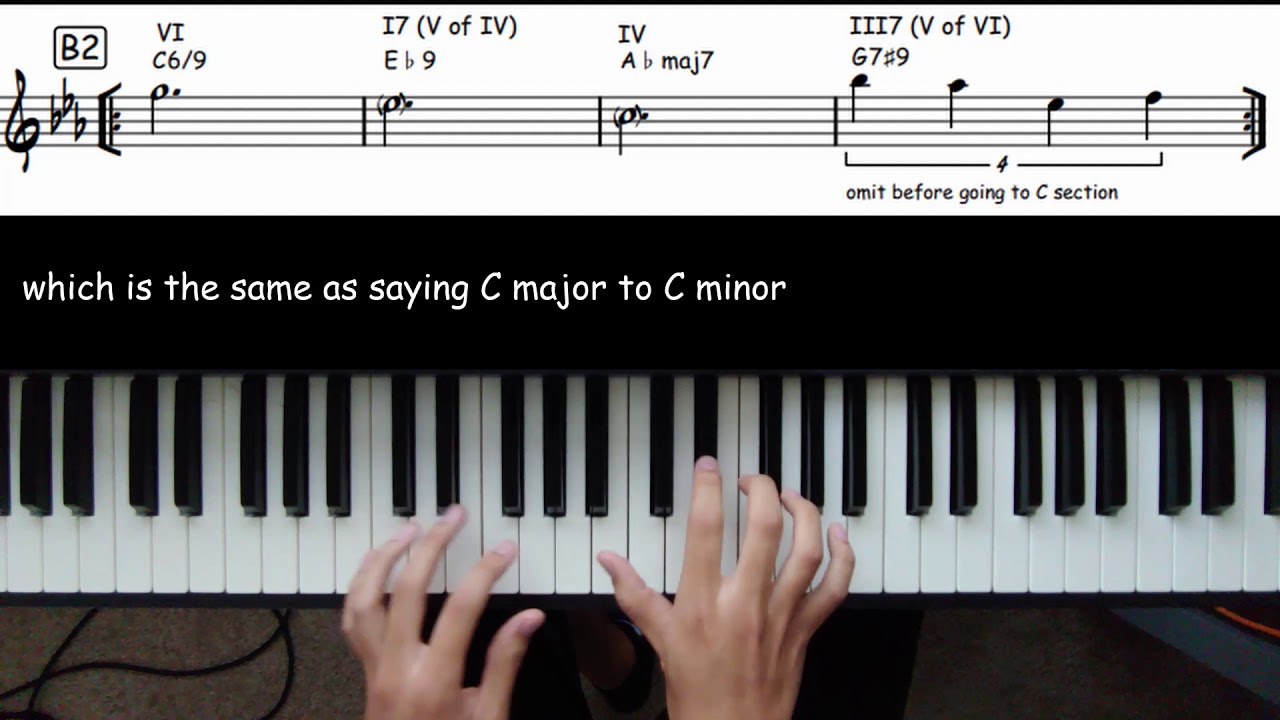 B2
VI
C6/9
I7 (V of IV)
E♭9
IV
A♭maj7
III7 (V of VI)
G7♯9
4
omit before going to C section
which is the same as saying C major to C minor